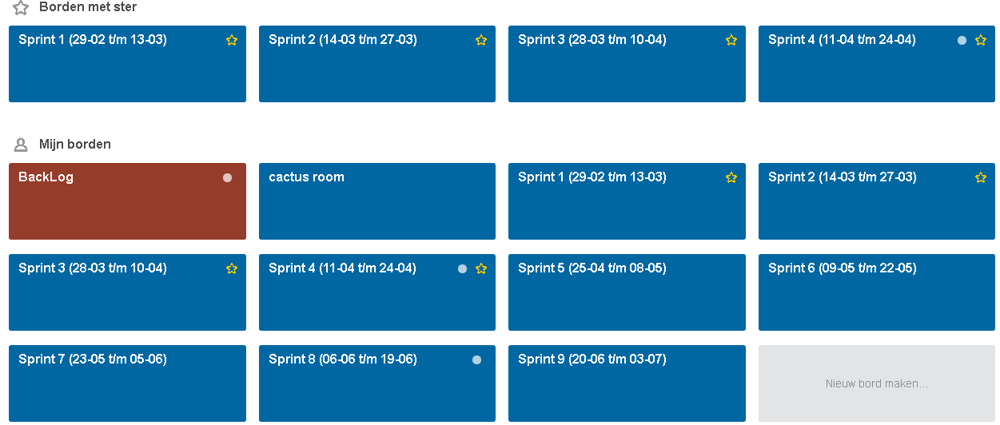 Borden met ster
Sprint 1 (29-02 t/m 13-03)
Sprint 2 (14-03 t/m 27-03)
Sprint 3 (28-03 t/m 10-04)
Sprint 4 (11-04 t/m 24-04)
Mijn borden
BackLog
cactus room
Sprint 1 (29-02 t/m 13-03)
Sprint 2 (14-03 t/m 27-03)
Sprint 3 (28-03 t/m 10-04)
Sprint 4 (11-04 t/m 24-04)
Sprint 5 (25-04 t/m 08-05)
Sprint 6 (09-05 t/m 22-05)
Sprint 7 (23-05 t/m 05-06)
Sprint 8 (06-06 t/m 19-06)
Sprint 9 (20-06 t/m 03-07)
Nieuw bord maken...